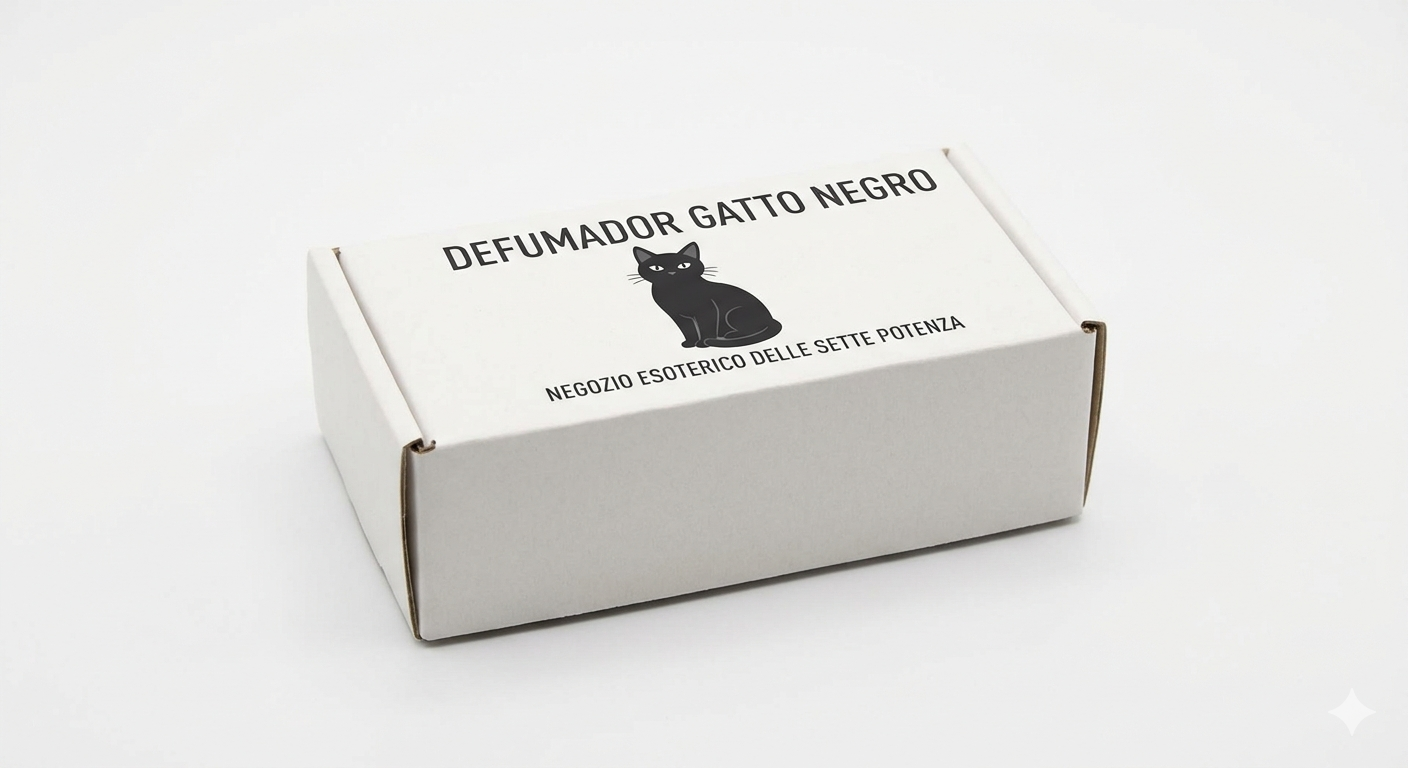 DEFUMADOR GATTO NEGRO
NEGOZIO ESOTERICO DELLE SETTE POTENZA